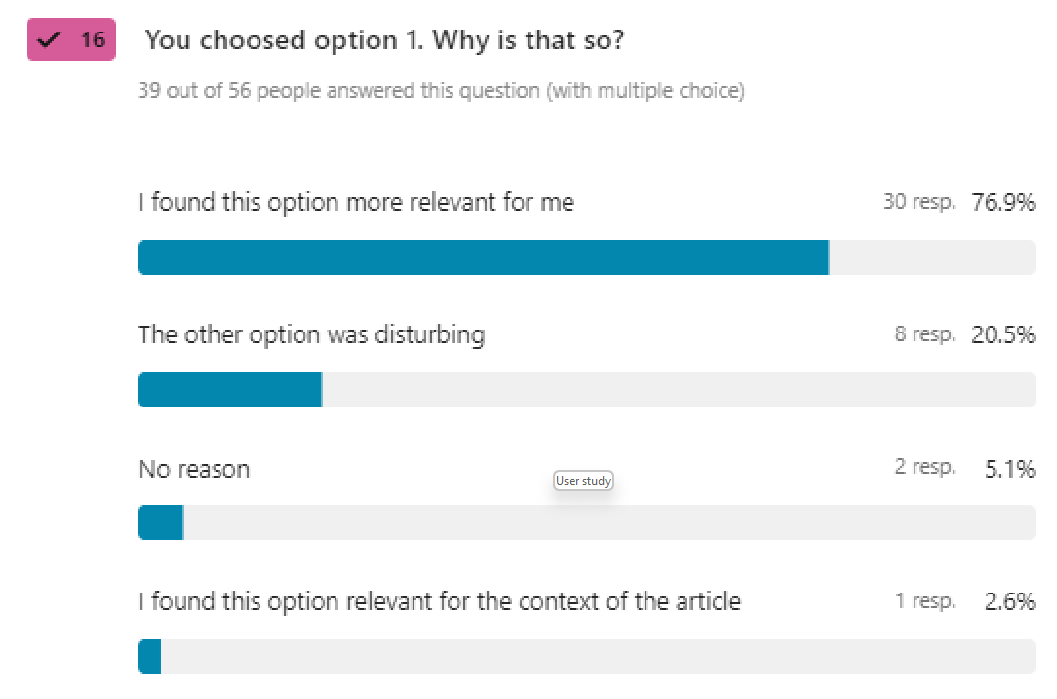 16 You choosed option 1. Why is that so?
39 out of 56 people answered this question (with multiple choice)
I found this option more relevant for me 30 resp. 76.9%
The other option was disturbing 8 resp. 20.5%
No reason 2 resp. 5.1%
User study
I found this option relevant for the context of the article 1 resp. 2.6%